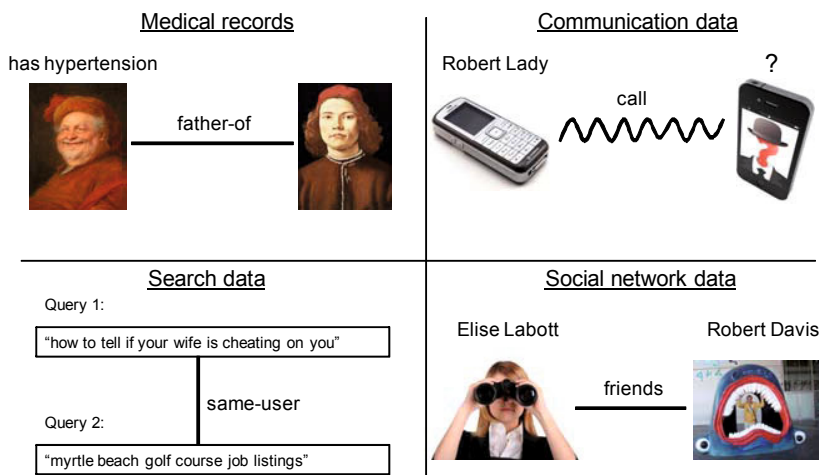 Medical records
has hypertension
father-of
Communication data
Robert Lady
?
call
Search data
Query 1:
“how to tell if your wife is cheating on you”
same-user
Query 2:
“myrtle beach golf course job listings”
Social network data
Elise Labott
Robert Davis
friends